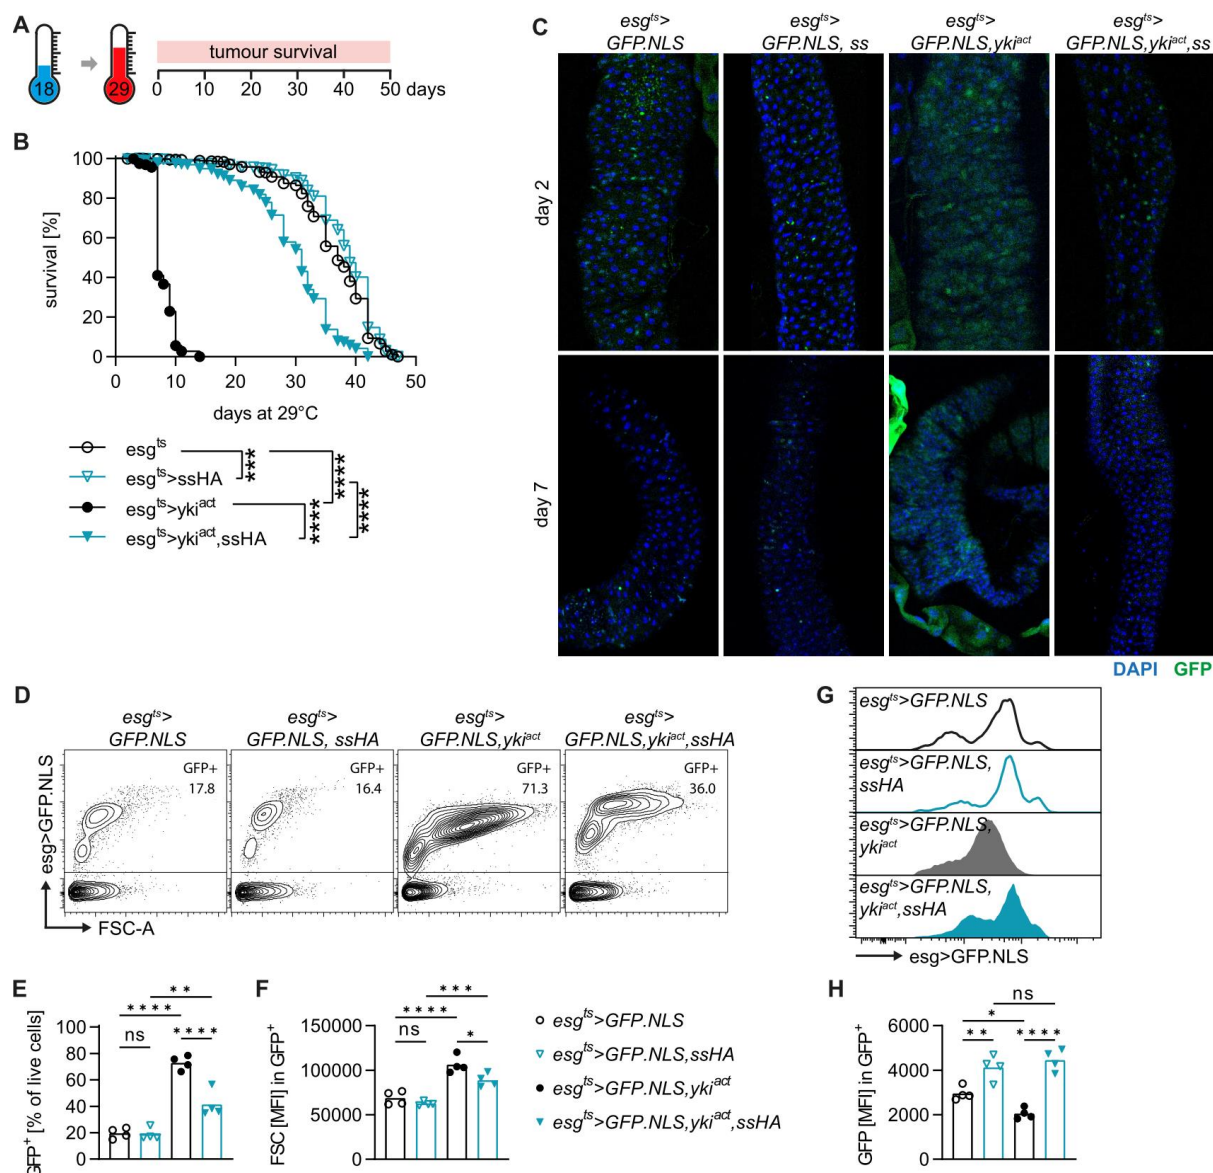 A
18
29
tumour survival
0 10 20 30 40 50 days
B
survival [%]
100
80
60
40
20
0
0 10 20 30 40 50
days at 29°C
esgts
esgts>ssHA
esgts>ykiact
esgts>ykiact,ssHA
***
****
****
****
C
esgts>
GFP.NLS
esgts>
GFP.NLS, ss
esgts>
GFP.NLS,ykiact
esgts>
GFP.NLS,ykiact,ss
day 2
day 7
DAPI GFP
D
esgts>
GFP.NLS
esgts>
GFP.NLS, ssHA
esgts>
GFP.NLS,ykiact
esgts>
GFP.NLS,ykiact,ssHA
GFP+
17.8
GFP+
16.4
GFP+
71.3
GFP+
36.0
esg>GFP.NLS
FSC-A
G
esgts>GFP.NLS
esgts>GFP.NLS,
ssHA
esgts>GFP.NLS,
ykiact
esgts>GFP.NLS,
ykiact,ssHA
esg>GFP.NLS
E
GFP+ [% of live cells]
100
80
60
40
20
0
**
****
ns
****
F
FSC [MFI] in GFP+
150000
100000
50000
0
***
****
ns
*
esgts>GFP.NLS
esgts>GFP.NLS,ssHA
esgts>GFP.NLS,ykiact
esgts>GFP.NLS,ykiact,ssHA
H
GFP [MFI] in GFP+
6000
4000
2000
0
ns
*
**
****